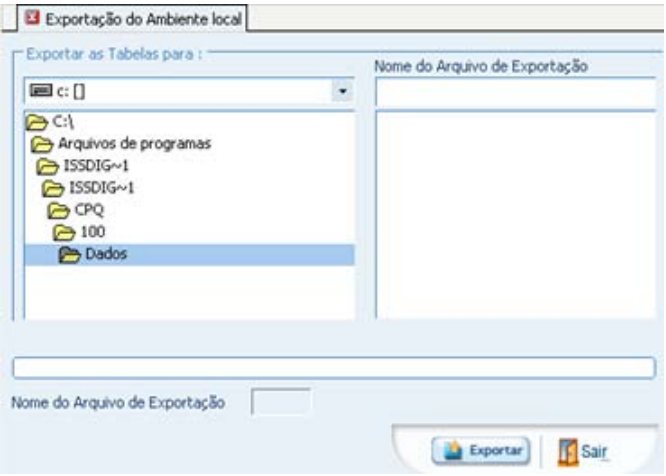 Exportação do Ambiente local
Exportar as Tabelas para :
Nome do Arquivo de Exportação
c: []
C:\
Arquivos de programas
ISSDIG~1
ISSDIG~1
CPQ
100
Dados
Nome do Arquivo de Exportação
Exportar
Sair